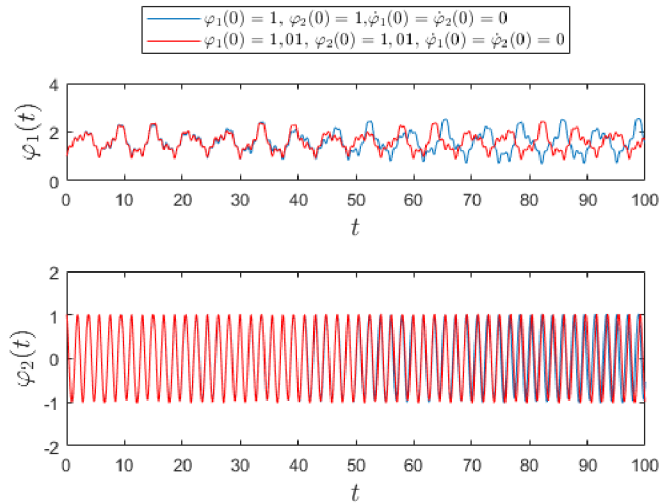 φ₁(0) = 1, φ₂(0) = 1,φ̇₁(0) = φ̇₂(0) = 0
φ₁(0) = 1,01, φ₂(0) = 1,01, φ̇₁(0) = φ̇₂(0) = 0
4
2
0
φ₁(t)
0 10 20 30 40 50 60 70 80 90 100
t
2
1
0
-1
-2
φ₂(t)
0 10 20 30 40 50 60 70 80 90 100
t